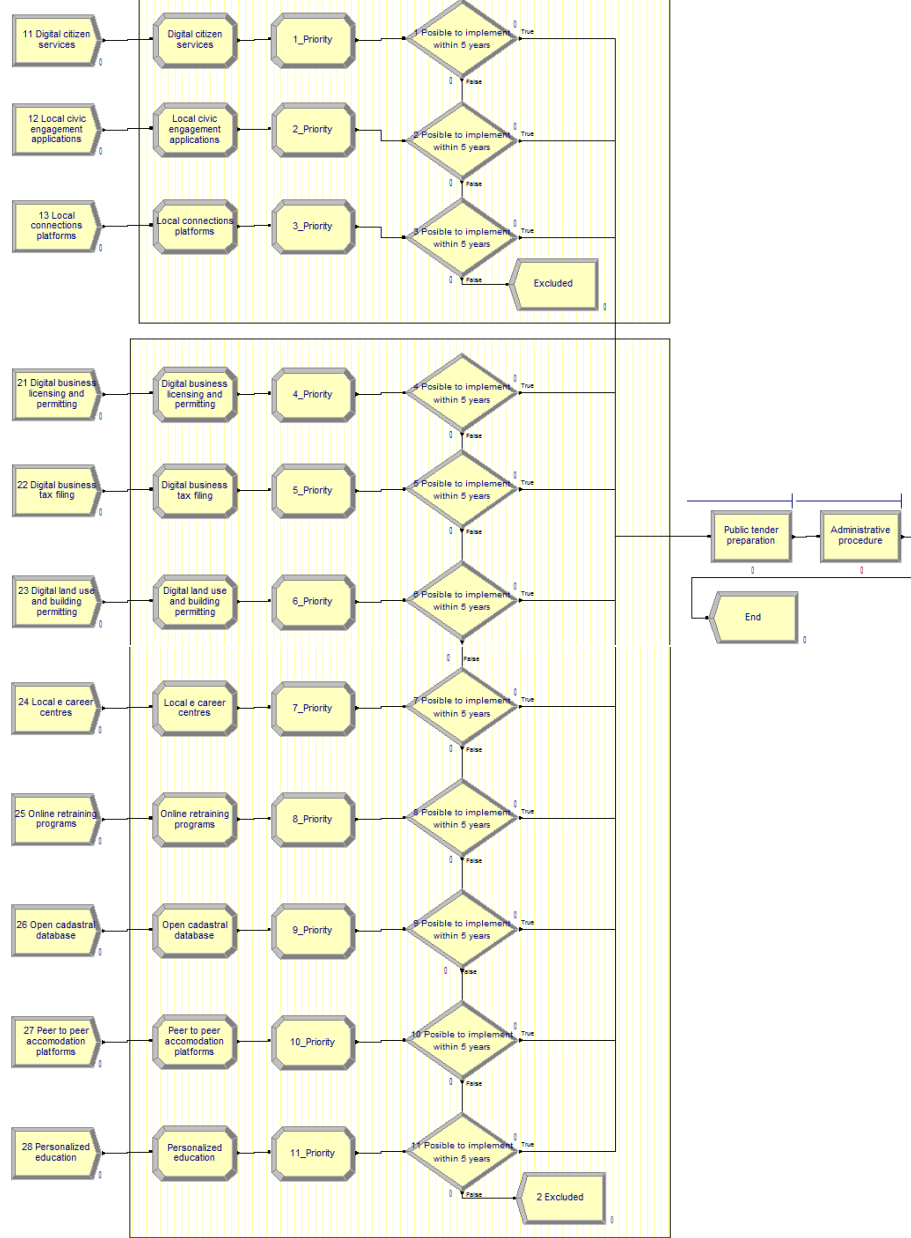 11 Digital citizen
services
0
Digital citizen
services
1_Priority
1 Posible to implement
within 5 years
0
True
0
False
12 Local civic
engagement
applications
0
Local civic
engagement
applications
2_Priority
2 Posible to implement
within 5 years
0
True
0
False
13 Local
connections
platforms
0
Local connections
platforms
3_Priority
3 Posible to implement
within 5 years
0
True
0
False
Excluded
0
21 Digital business
licensing and
permitting
0
Digital business
licensing and
permitting
4_Priority
4 Posible to implement
within 5 years
0
True
0
False
22 Digital business
tax filing
0
Digital business
tax filing
5_Priority
5 Posible to implement
within 5 years
0
True
0
False
Public tender
preparation
0
Administrative
procedure
0
23 Digital land use
and building
permitting
0
Digital land use
and building
permitting
6_Priority
6 Posible to implement
within 5 years
0
True
0
False
End
0
24 Local e career
centres
0
Local e career
centres
7_Priority
7 Posible to implement
within 5 years
0
True
0
False
25 Online retraining
programs
0
Online retraining
programs
8_Priority
8 Posible to implement
within 5 years
0
True
0
False
26 Open cadastral
database
0
Open cadastral
database
9_Priority
9 Posible to implement
within 5 years
0
True
0
False
27 Peer to peer
accomodation
platforms
0
Peer to peer
accomodation
platforms
10_Priority
10 Posible to implement
within 5 years
0
True
0
False
28 Personalized
education
0
Personalized
education
11_Priority
11 Posible to implement
within 5 years
0
True
0
False
2 Excluded
0